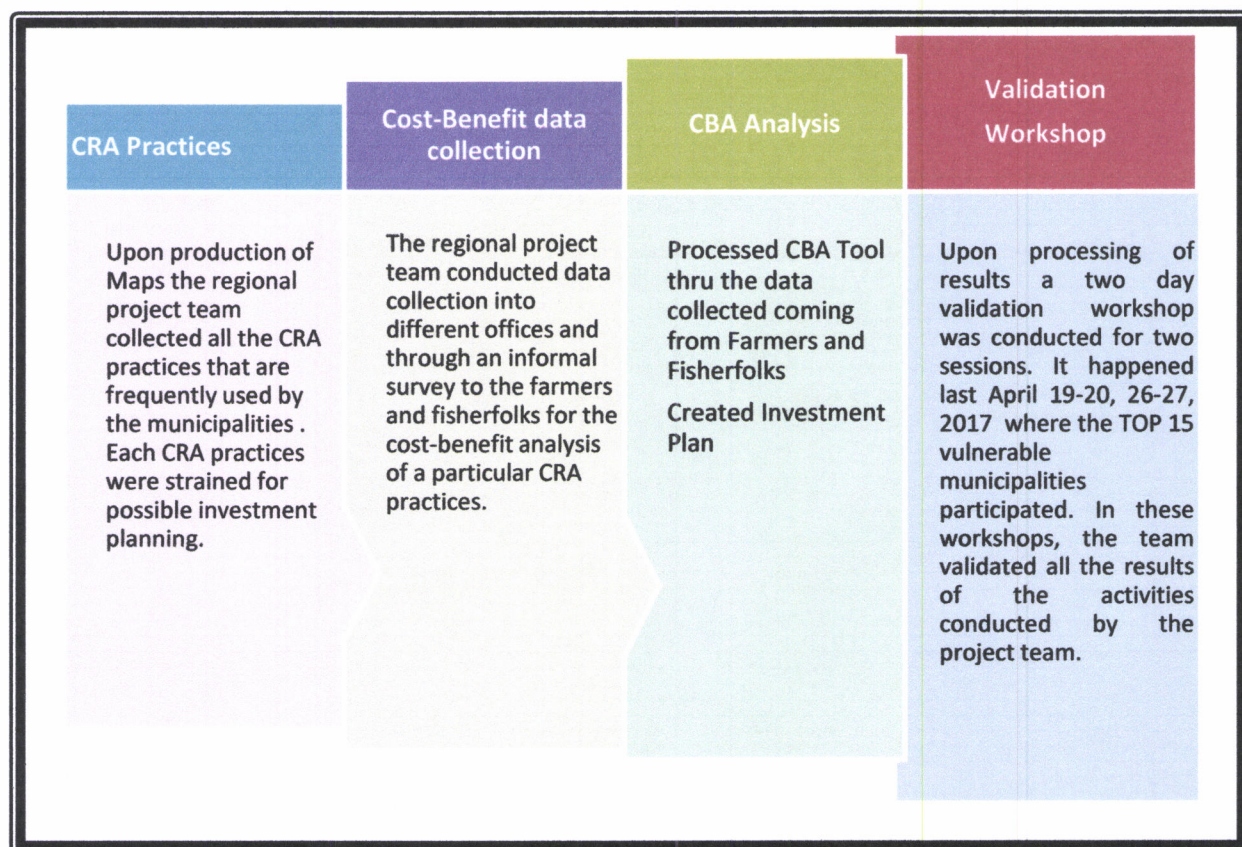 CRA Practices
Upon production of
Maps the regional
project team
collected all the CRA
practices that are
frequently used by
the municipalities .
Each CRA practices
were strained for
possible investment
planning.
Cost-Benefit data
collection
The regional project
team conducted data
collection into
different offices and
through an informal
survey to the farmers
and fisherfolks for the
cost-benefit analysis
of a particular CRA
practices.
CBA Analysis
Processed CBA Tool
thru the data
collected coming
from Farmers and
Fisherfolks
Created Investment
Plan
Validation
Workshop
Upon processing of
results a two day
validation workshop
was conducted for two
sessions. It happened
last April 19-20, 26-27,
2017 where the TOP 15
vulnerable
municipalities
participated. In these
workshops, the team
validated all the results
of the activities
conducted by the
project team.